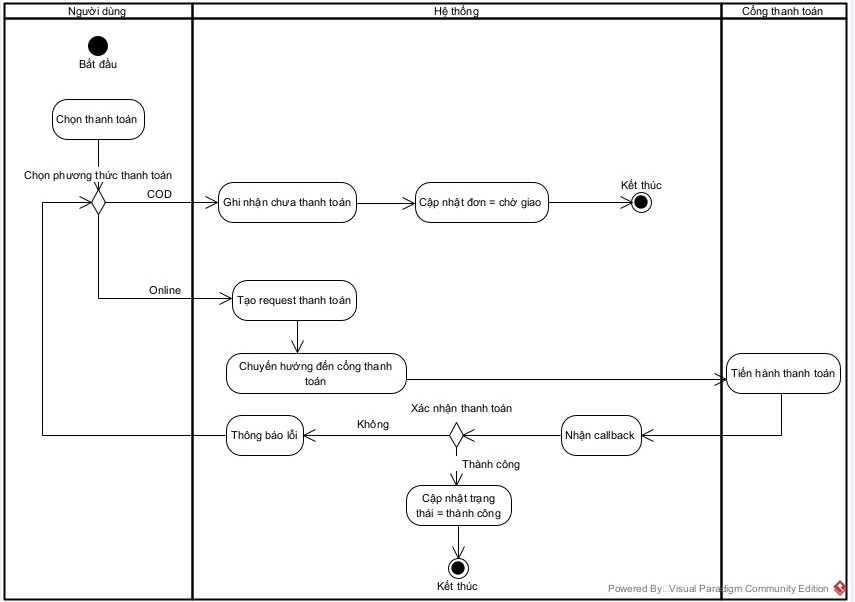 Người dùng
Hệ thống
Cổng thanh toán
Bắt đầu
Chọn thanh toán
Chọn phương thức thanh toán
COD
Ghi nhận chưa thanh toán
Cập nhật đơn = chờ giao
Kết thúc
Online
Tạo request thanh toán
Chuyển hướng đến cổng thanh
toán
Tiến hành thanh toán
Xác nhận thanh toán
Không
Thông báo lỗi
Nhận callback
Thành công
Cập nhật trạng
thái = thành công
Kết thúc
Powered By Visual Paradigm Community Edition